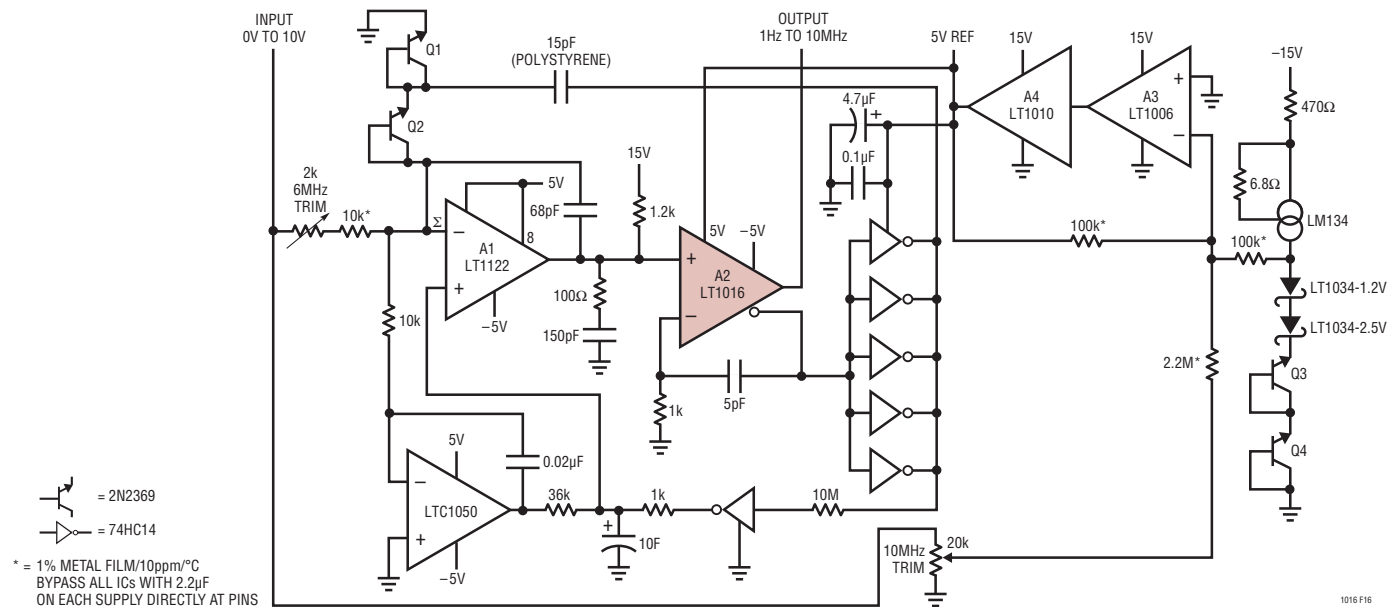 INPUT
0V TO 10V
Q1
15pF
(POLYSTYRENE)
OUTPUT
1Hz TO 10MHz
5V REF
15V
15V
–15V
A4
LT1010
A3
LT1006
+
–
470Ω
Q2
4.7µF
+
0.1µF
6.8Ω
LM134
2k
6MHz
TRIM
10k*
Σ
–
+
5V
8
A1
LT1122
–5V
68pF
15V
1.2k
5V
–5V
+
–
A2
LT1016
100k*
100k*
LT1034-1.2V
LT1034-2.5V
100Ω
150pF
10k
5pF
1k
2.2M*
Q3
Q4
5V
–
+
LTC1050
–5V
0.02µF
36k
1k
10M
+
10F
10MHz
TRIM
20k
= 2N2369
= 74HC14
* = 1% METAL FILM/10ppm/°C
BYPASS ALL ICs WITH 2.2µF
ON EACH SUPPLY DIRECTLY AT PINS
1016 F16